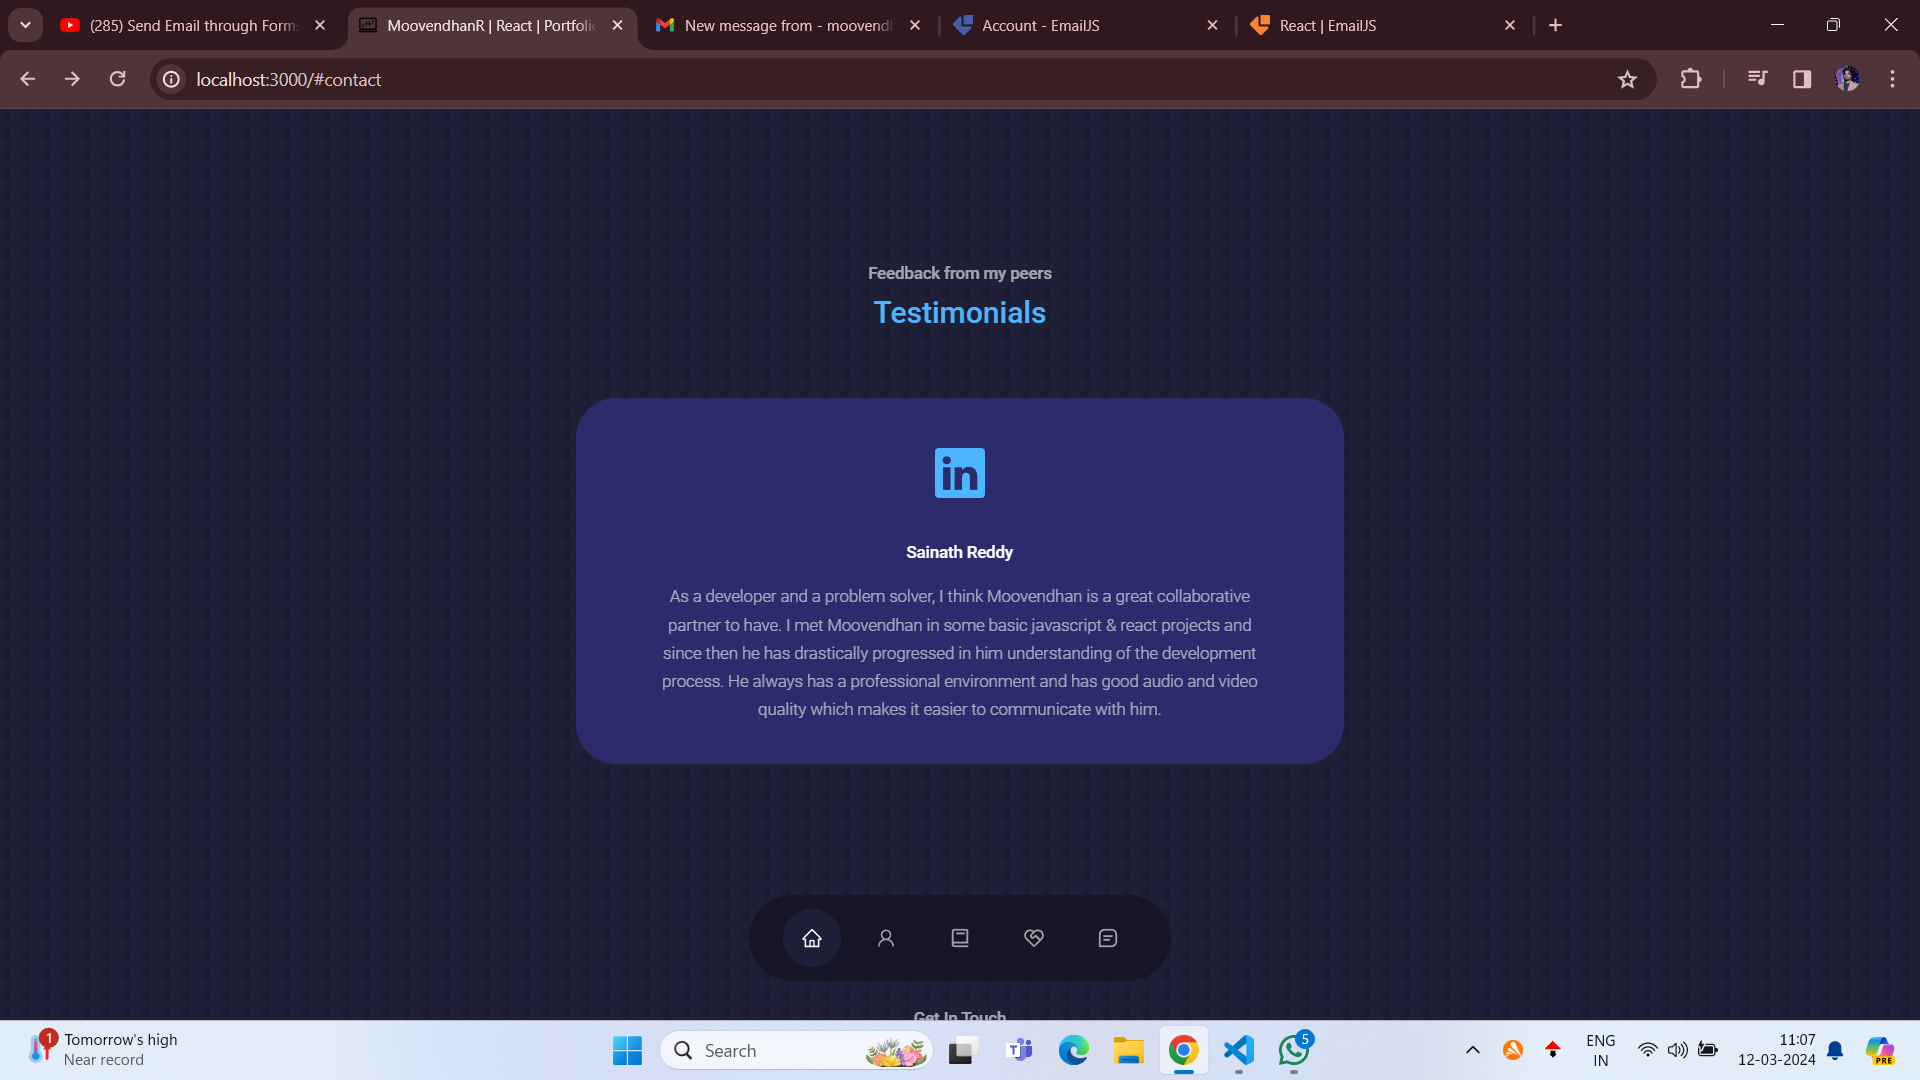 (285) Send Email through Form
MoovendhanR | React | Portfolio
New message from - moovend
Account - EmailJS
React | EmailJS
localhost:3000/#contact
Feedback from my peers
Testimonials
in
Sainath Reddy
As a developer and a problem solver, I think Moovendhan is a great collaborative
partner to have. I met Moovendhan in some basic javascript & react projects and
since then he has drastically progressed in him understanding of the development
process. He always has a professional environment and has good audio and video
quality which makes it easier to communicate with him.
Get In Touch
1
Tomorrow's high
Near record
Search
T
5
ENG
IN
11:07
12-03-2024
PRE